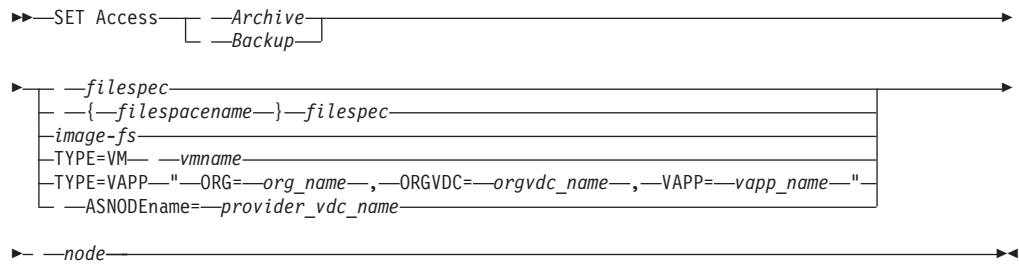 SET Access Archive
Backup
filespec
{ filespacename } filespec
image-fs
TYPE=VM vmname
TYPE=VAPP " ORG= org_name , ORGVDC= orgvdc_name , VAPP= vapp_name "
ASNODEname= provider_vdc_name
node